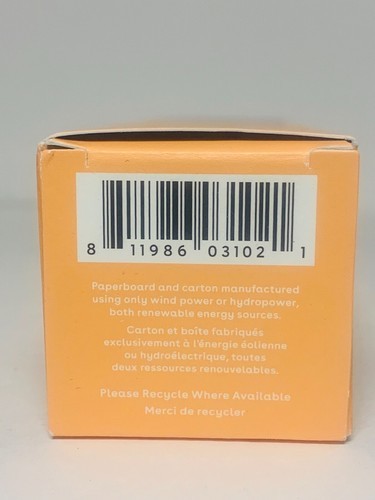 8 11986 03102 1
Paperboard and carton manufactured
using only wind power or hydropower,
both renewable energy sources.
Carton et boîte fabriqués
exclusivement à l'énergie éolienne
ou hydroélectrique, toutes
deux ressources renouvelables.
Please Recycle Where Available
Merci de recycler